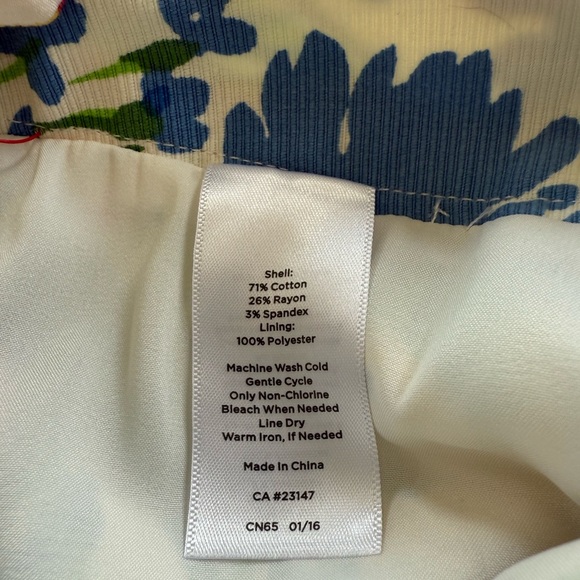 Shell:
71% Cotton
26% Rayon
3% Spandex
Lining:
100% Polyester
Machine Wash Cold
Gentle Cycle
Only Non-Chlorine
Bleach When Needed
Line Dry
Warm Iron, If Needed
Made In China
CA #23147
CN65 01/16